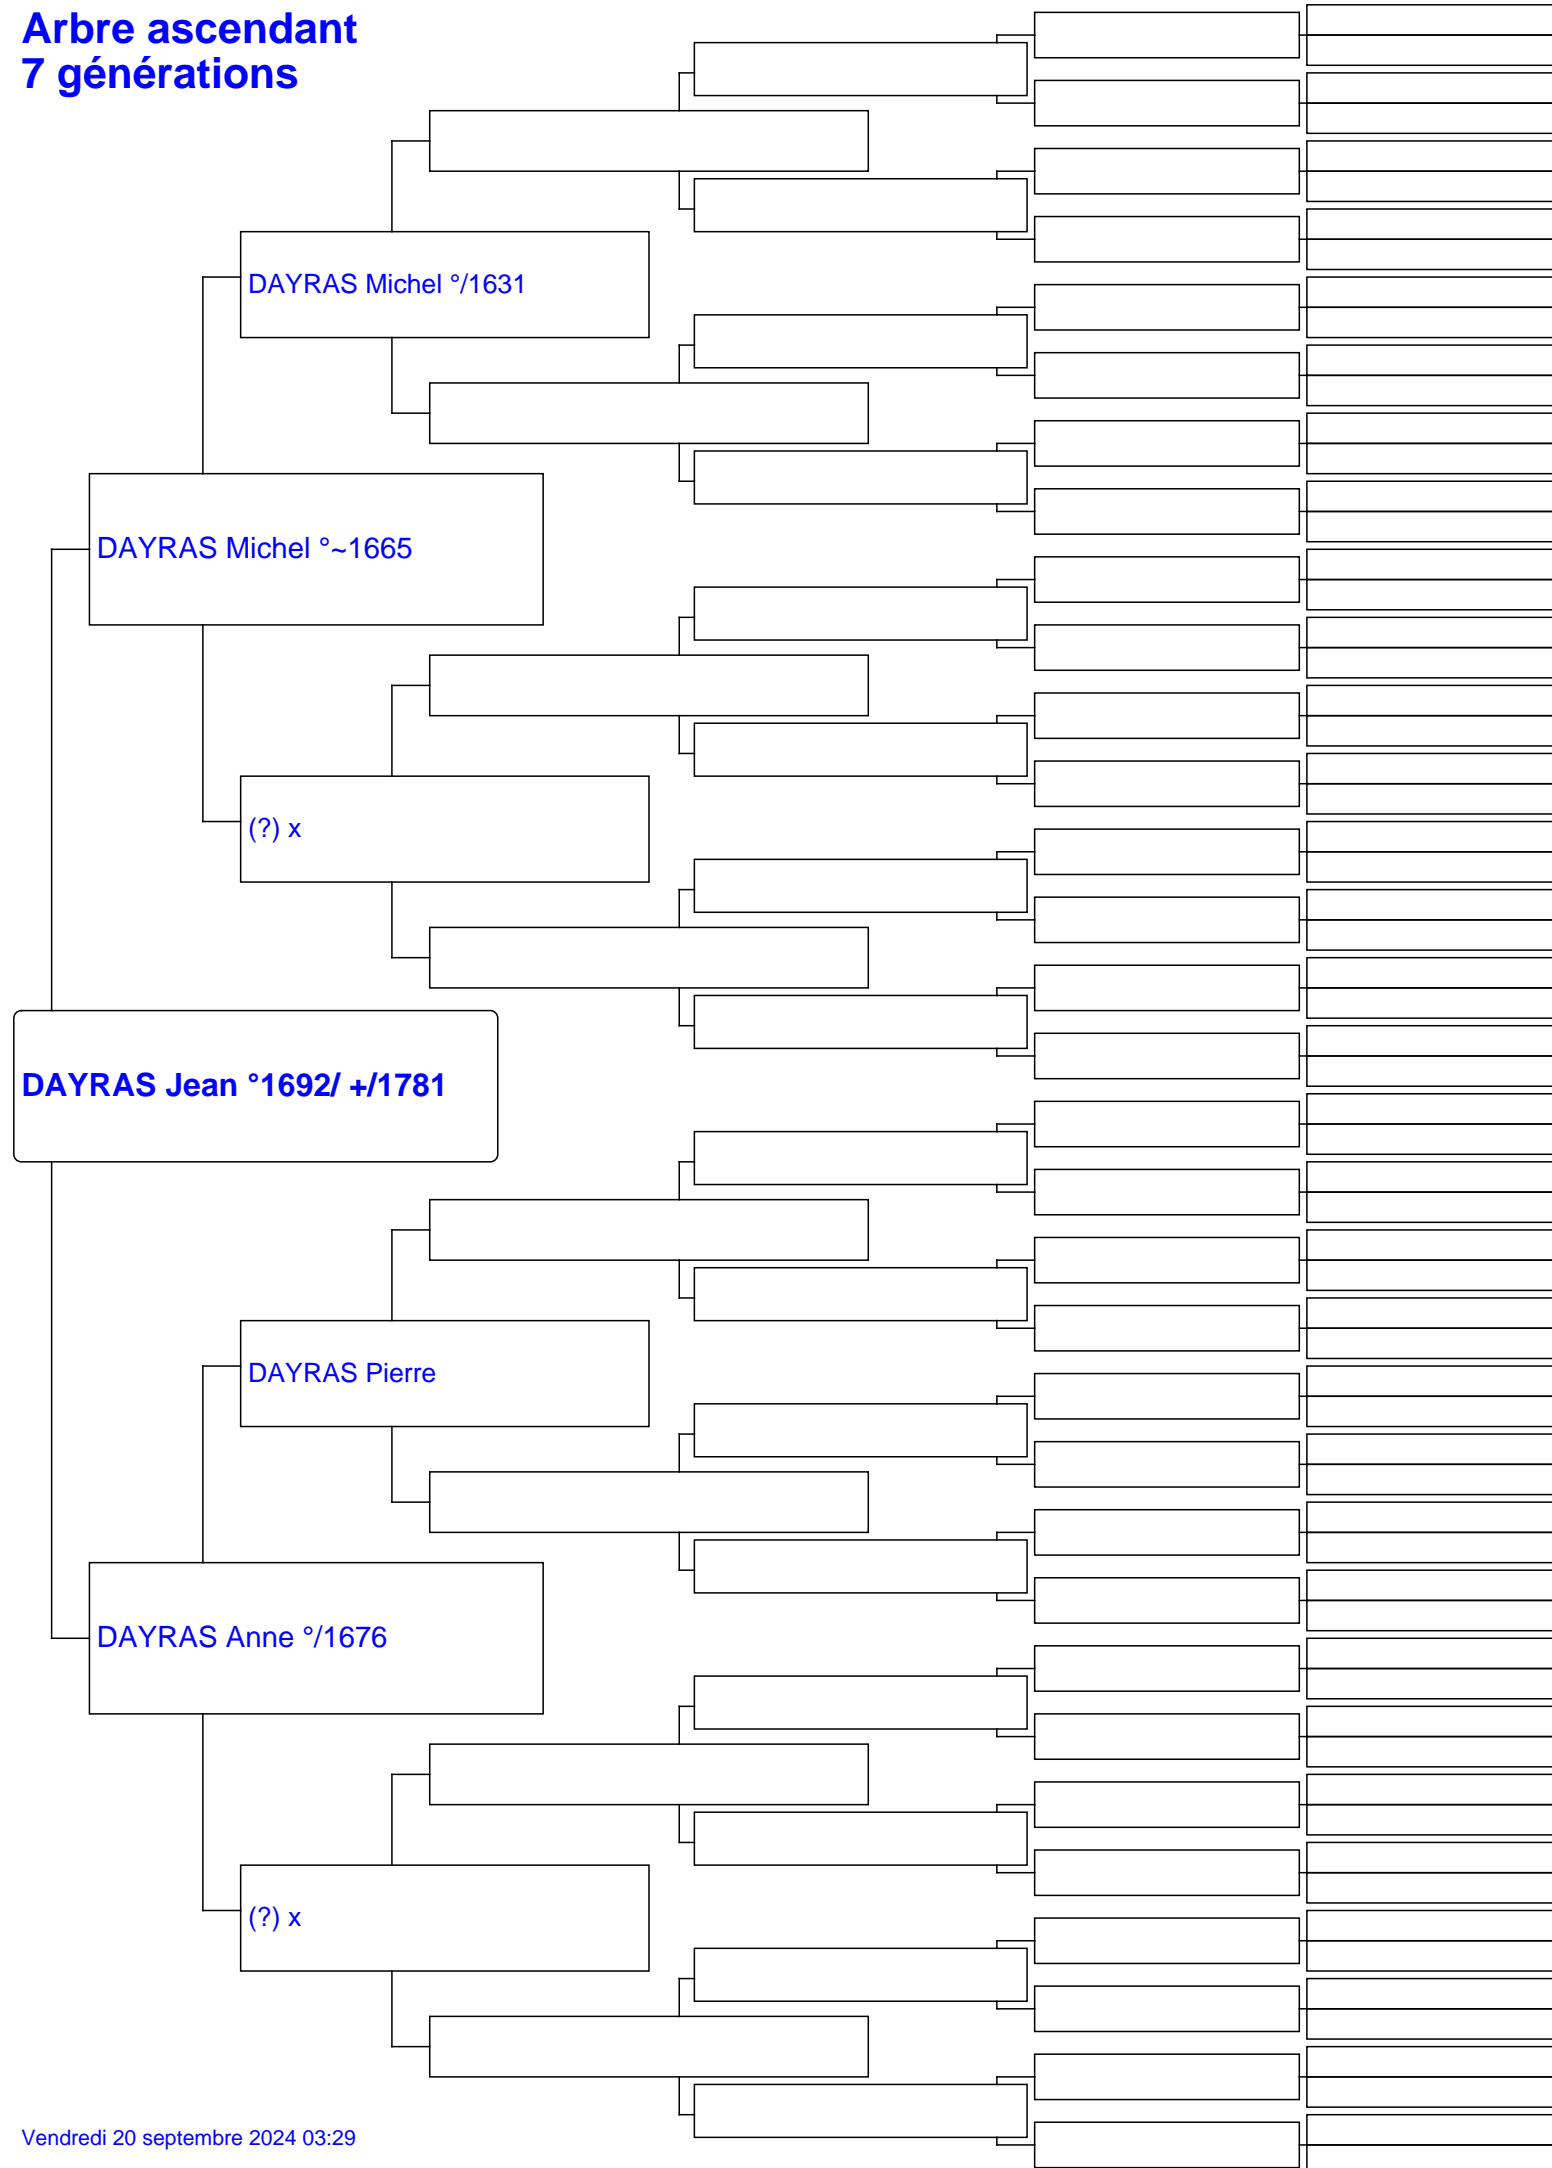 Arbre ascendant
7 générations
DAYRAS Michel °/1631
DAYRAS Michel °~1665
(?) x
DAYRAS Jean °1692/ +/1781
DAYRAS Pierre
DAYRAS Anne °/1676
(?) x
Vendredi 20 septembre 2024 03:29